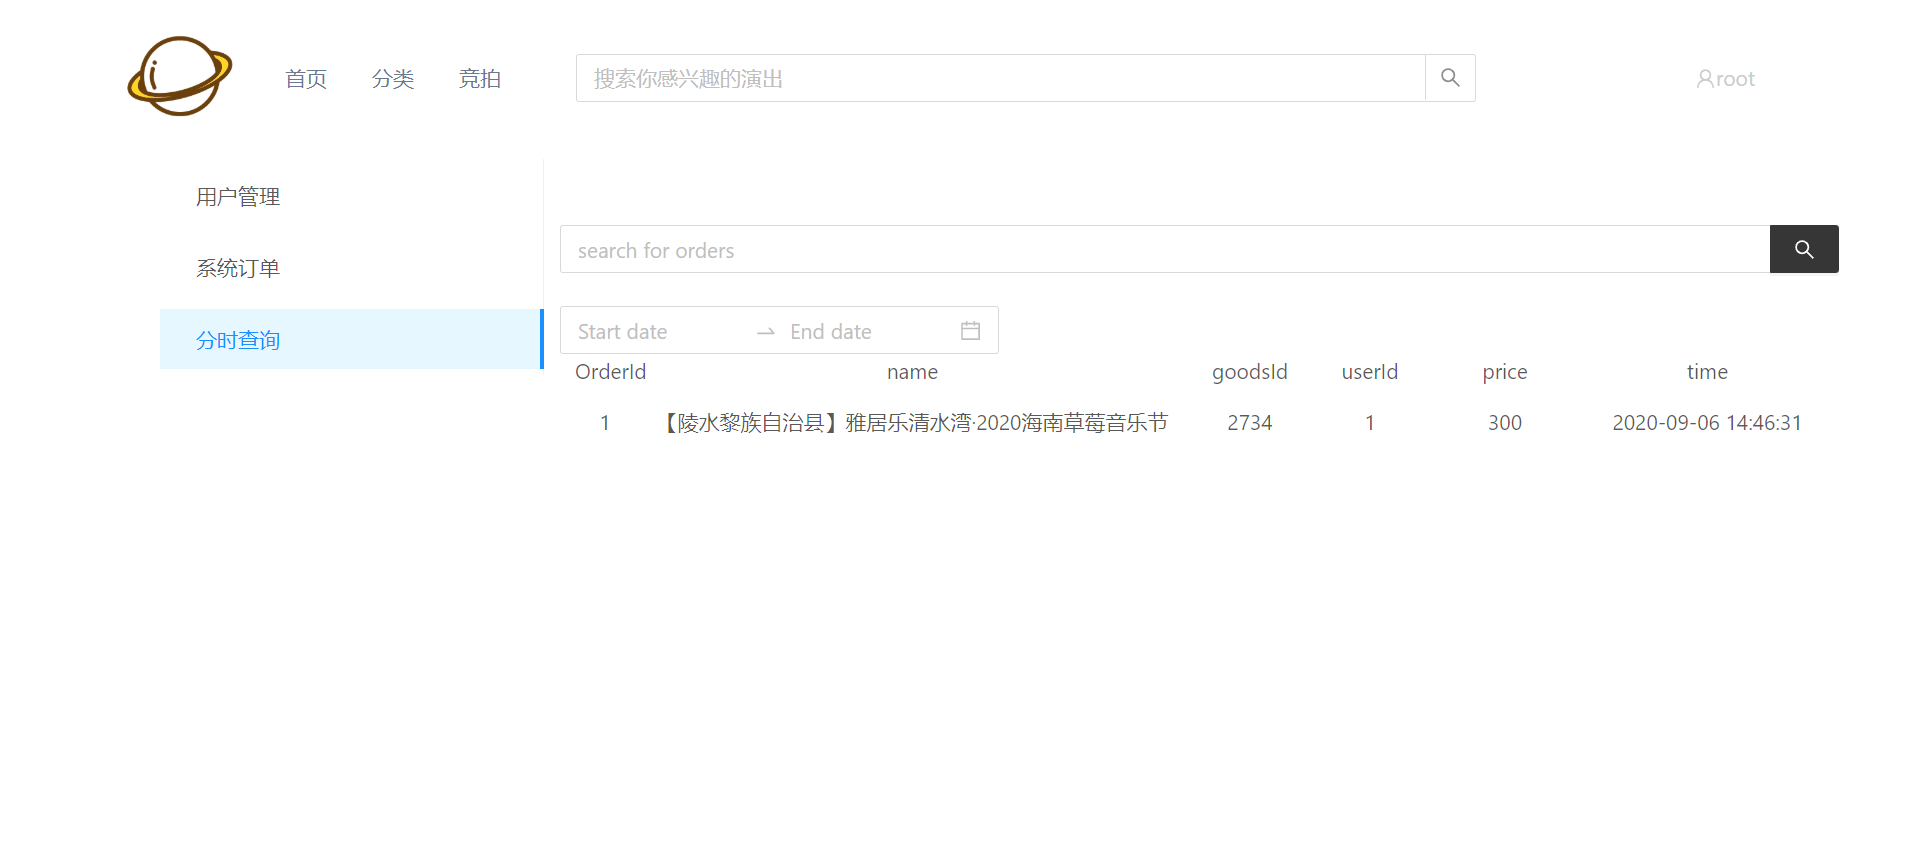 首页 分类 竞拍 搜索你感兴趣的演出 root
用户管理
系统订单
分时查询
search for orders
Start date End date
OrderId name goodsId userId price time
1 【陵水黎族自治县】雅居乐清水湾·2020海南草莓音乐节 2734 1 300 2020-09-06 14:46:31